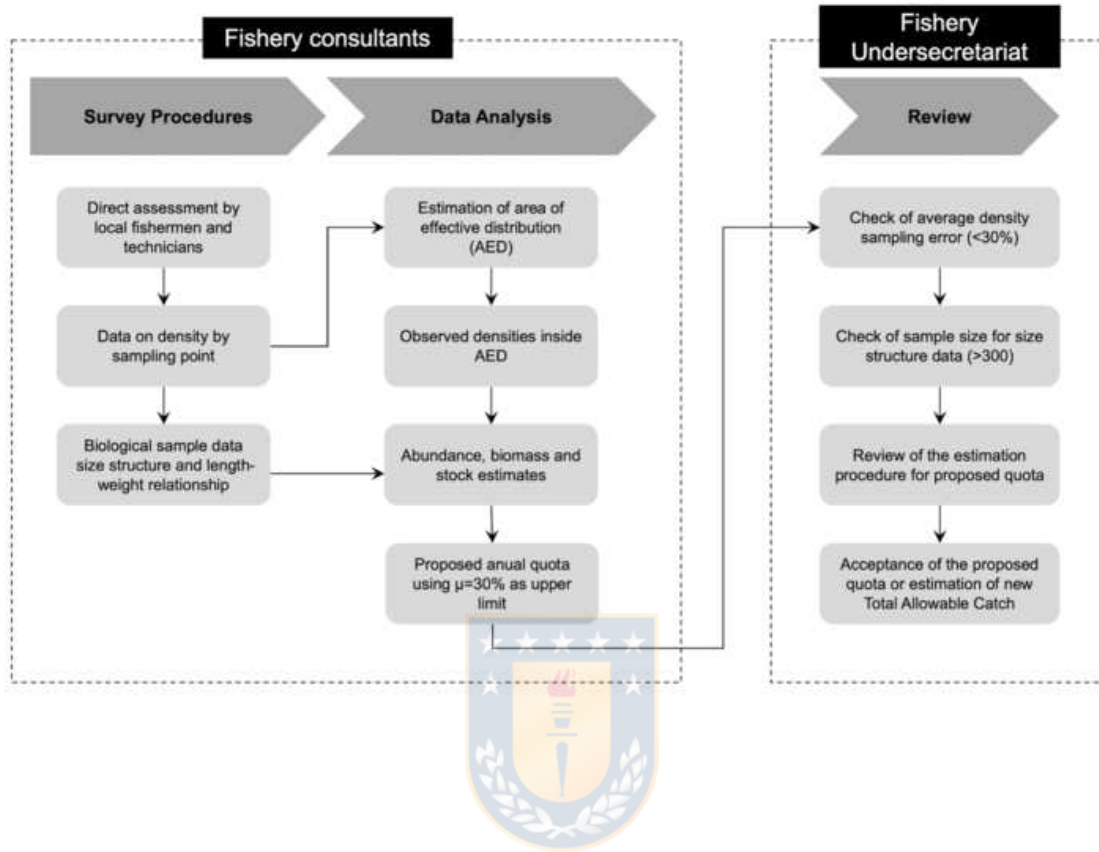 Fishery consultants
Survey Procedures
Data Analysis
Direct assessment by
local fishermen and
technicians
Data on density by
sampling point
Biological sample data
size structure and length-
weight relationship
Estimation of area of
effective distribution
(AED)
Observed densities inside
AED
Abundance, biomass and
stock estimates
Proposed anual quota
using μ=30% as upper
limit
Fishery
Undersecretariat
Review
Check of average density
sampling error (<30%)
Check of sample size for size
structure data (>300)
Review of the estimation
procedure for proposed quota
Acceptance of the proposed
quota or estimation of new
Total Allowable Catch